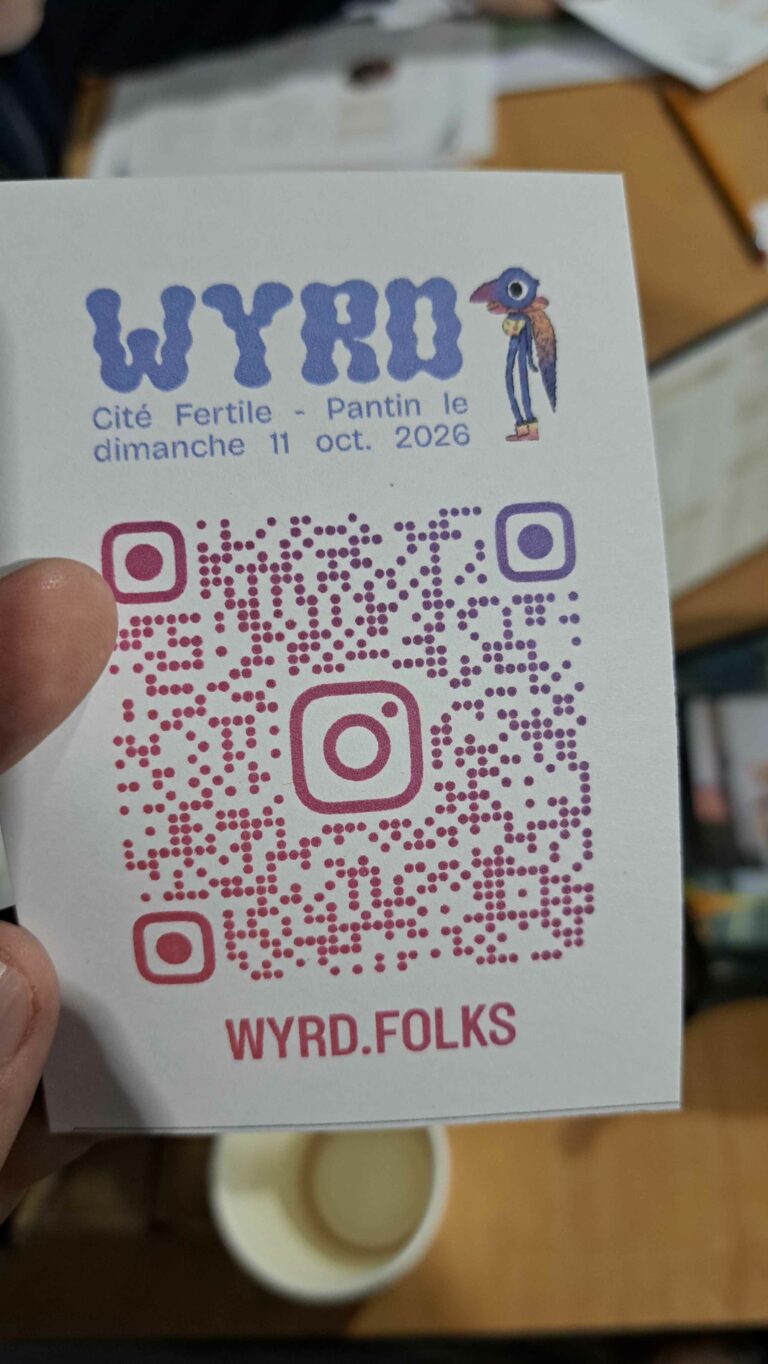 WYRD
Cité Fertile - Pantin le
dimanche 11 oct. 2026
WYRD.FOLKS